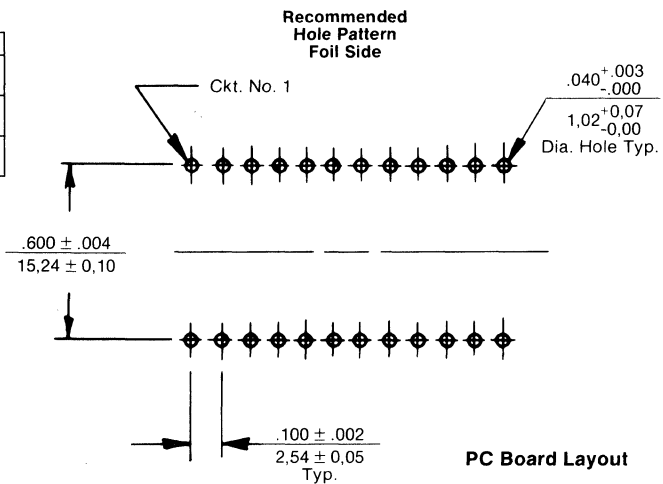 Recommended
Hole Pattern
Foil Side
Ckt. No. 1
.040+.003
-.000
1,02+0,07
-0,00
Dia. Hole Typ.
.600 ± .004
15,24 ± 0,10
.100 ± .002
2,54 ± 0,05
Typ.
PC Board Layout